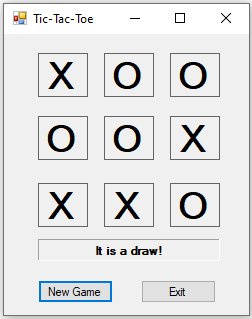 Tic-Tac-Toe
X O O
O O X
X X O
It is a draw!
New Game Exit